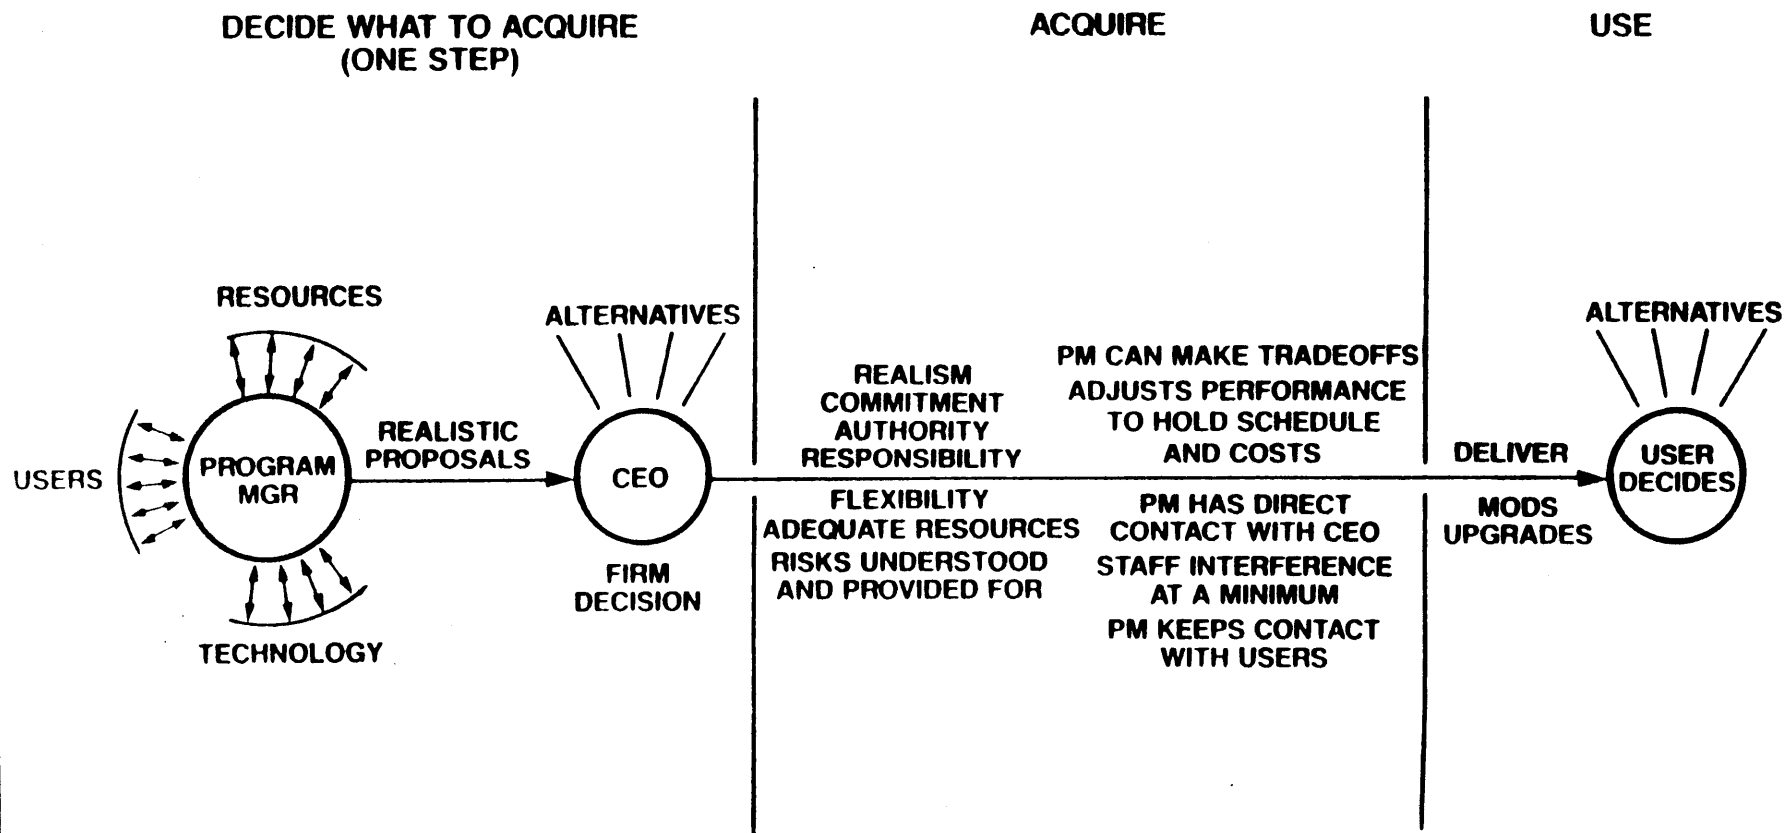 DECIDE WHAT TO ACQUIRE
(ONE STEP)
ACQUIRE
USE
RESOURCES
USERS
PROGRAM
MGR
TECHNOLOGY
REALISTIC
PROPOSALS
ALTERNATIVES
CEO
FIRM
DECISION
REALISM
COMMITMENT
AUTHORITY
RESPONSIBILITY
FLEXIBILITY
ADEQUATE RESOURCES
RISKS UNDERSTOOD
AND PROVIDED FOR
PM CAN MAKE TRADEOFFS
ADJUSTS PERFORMANCE
TO HOLD SCHEDULE
AND COSTS
PM HAS DIRECT
CONTACT WITH CEO
STAFF INTERFERENCE
AT A MINIMUM
PM KEEPS CONTACT
WITH USERS
DELIVER
MODS
UPGRADES
ALTERNATIVES
USER
DECIDES